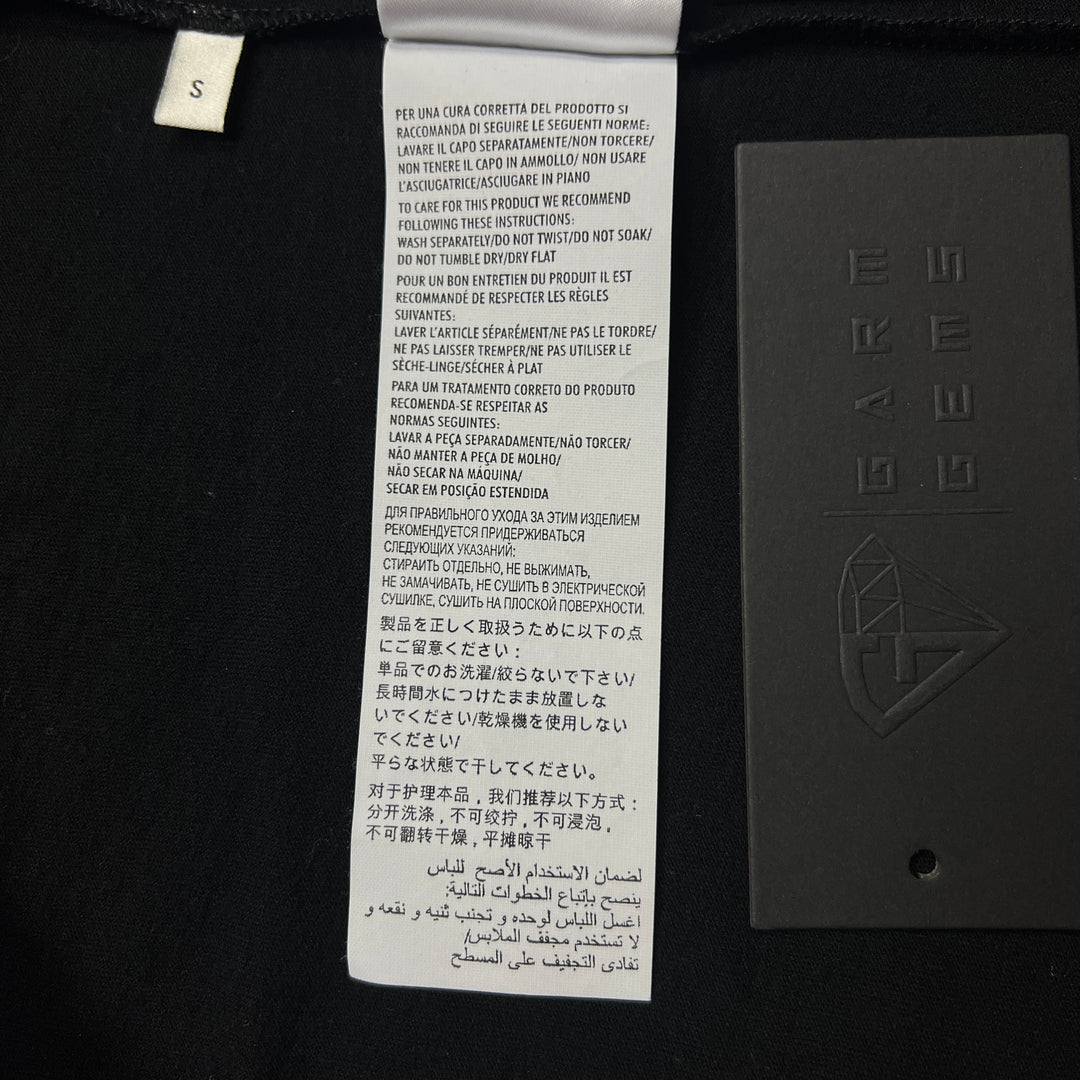 S
PER UNA CURA CORRETTA DEL PRODOTTO SI
RACCOMANDA DI SEGUIRE LE SEGUENTI NORME:
LAVARE IL CAPO SEPARATAMENTE/NON TORCERE/
NON TENERE IL CAPO IN AMMOLLO/ NON USARE
L'ASCIUGATRICE/ASCIUGARE IN PIANO
TO CARE FOR THIS PRODUCT WE RECOMMEND
FOLLOWING THESE INSTRUCTIONS:
WASH SEPARATELY/DO NOT TWIST/DO NOT SOAK/
DO NOT TUMBLE DRY/DRY FLAT
POUR UN BON ENTRETIEN DU PRODUIT IL EST
RECOMMANDÉ DE RESPECTER LES RÈGLES
SUIVANTES:
LAVER L'ARTICLE SÉPARÉMENT/NE PAS LE TORDRE/
NE PAS LAISSER TREMPER/NE PAS UTILISER LE
SÈCHE-LINGE/SÉCHER À PLAT
PARA UM TRATAMENTO CORRETO DO PRODUTO
RECOMENDA-SE RESPEITAR AS
NORMAS SEGUINTES:
LAVAR A PEÇA SEPARADAMENTE/NÃO TORCER/
NÃO MANTER A PEÇA DE MOLHO/
NÃO SECAR NA MÁQUINA/
SECAR EM POSIÇÃO ESTENDIDA
ДЛЯ ПРАВИЛЬНОГО УХОДА ЗА ЭТИМ ИЗДЕЛИЕМ
РЕКОМЕНДУЕТСЯ ПРИДЕРЖИВАТЬСЯ
СЛЕДУЮЩИХ УКАЗАНИЙ:
СТИРАИТЬ ОТДЕЛЬНО, НЕ ВЫЖИМАТЬ,
НЕ ЗАМАЧИВАТЬ, НЕ СУШИТЬ В ЭЛЕКТРИЧЕСКОЙ
СУШИЛКЕ, СУШИТЬ НА ПЛОСКОЙ ПОВЕРХНОСТИ.
製品を正しく取扱うために以下の点
にご留意ください：
単品でのお洗濯/絞らないで下さい/
長時間水につけたまま放置しな
いでください/乾燥機を使用しない
でください/
平らな状態で干してください。
对于护理本品，我们推荐以下方式：
分开洗涤，不可绞拧，不可浸泡，
不可翻转干燥，平摊晾干
لضمان الاستخدام الأصح للباس
ينصح بإتباع الخطوات التالية:
اغسل اللباس لوحده و تجنب ثنيه و نقعه و
لا تستخدم مجفف الملابس/
تفادى التجفيف على المسطح
GARM
GEMS